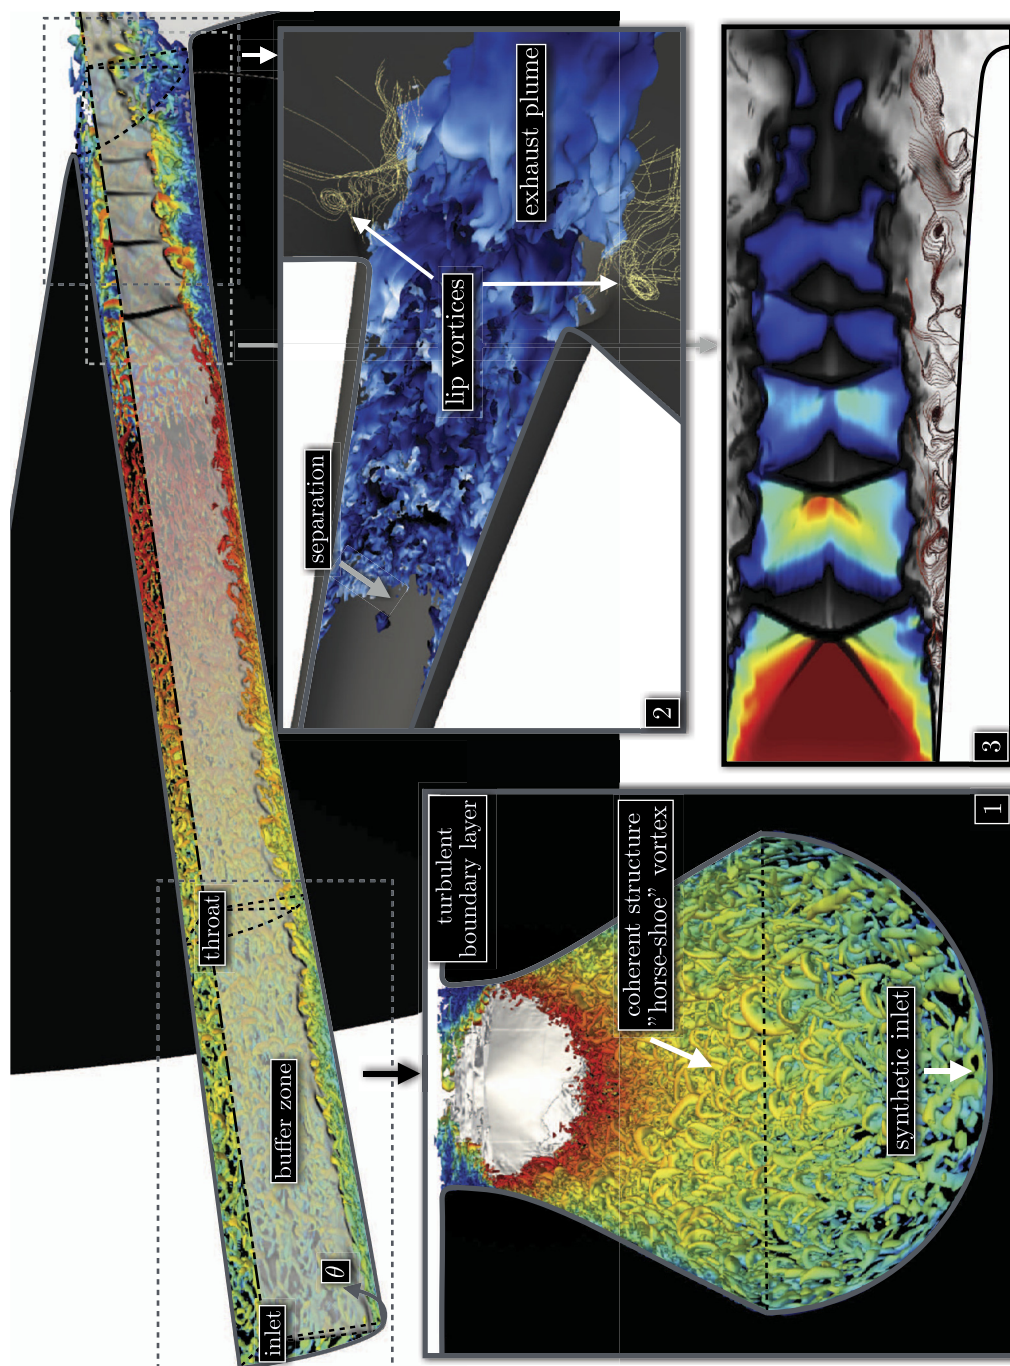 inlet
θ
buffer zone
throat
turbulent
boundary layer
coherent structure
"horse-shoe" vortex
synthetic inlet
1
separation
lip vortices
exhaust plume
2
3